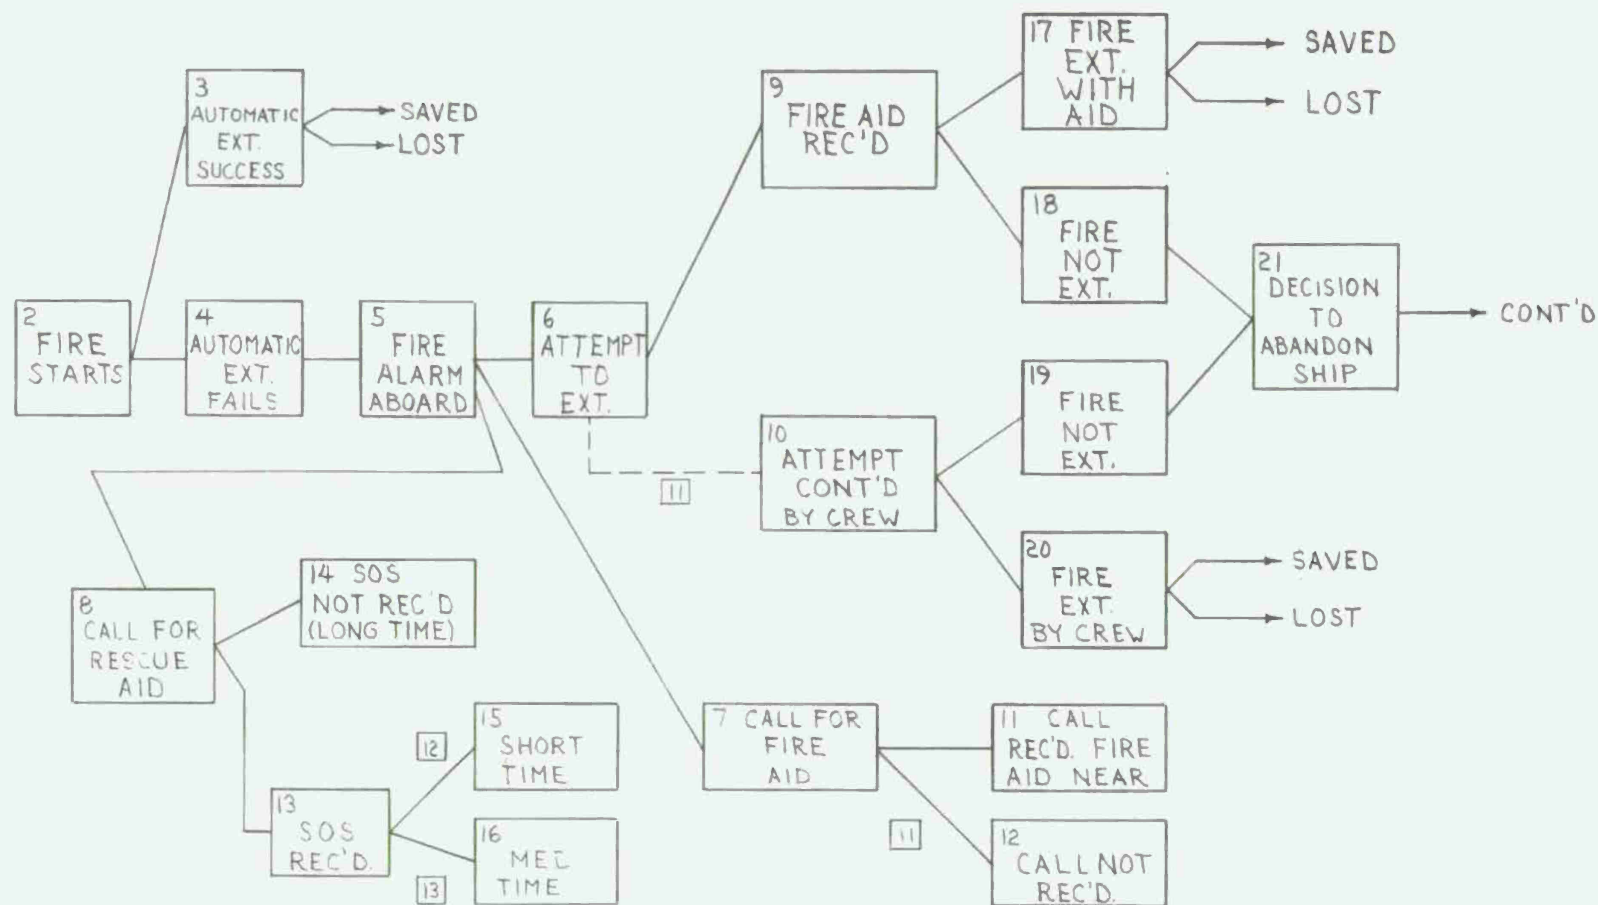 2
FIRE
STARTS
3
AUTOMATIC
EXT.
SUCCESS
SAVED
LOST
4
AUTOMATIC
EXT.
FAILS
5
FIRE
ALARM
ABOARD
6
ATTEMPT
TO
EXT.
9
FIRE AID
REC'D
17 FIRE
EXT.
WITH
AID
SAVED
LOST
18
FIRE
NOT
EXT.
21
DECISION
TO
ABANDON
SHIP
CONT'D
19
FIRE
NOT
EXT.
10
ATTEMPT
CONT'D
BY CREW
11
20
FIRE
EXT.
BY CREW
SAVED
LOST
8
CALL FOR
RESCUE
AID
14 SOS
NOT REC'D
(LONG TIME)
13
SOS
REC'D.
12
15
SHORT
TIME
13
16
MED
TIME
7 CALL FOR
FIRE
AID
11 CALL
REC'D. FIRE
AID NEAR
11
12
CALL NOT
REC'D.